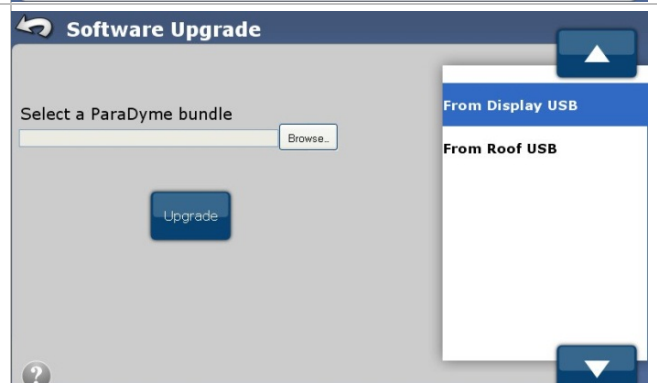 Software Upgrade
Select a ParaDyme bundle
Browse...
Upgrade
From Display USB
From Roof USB
?